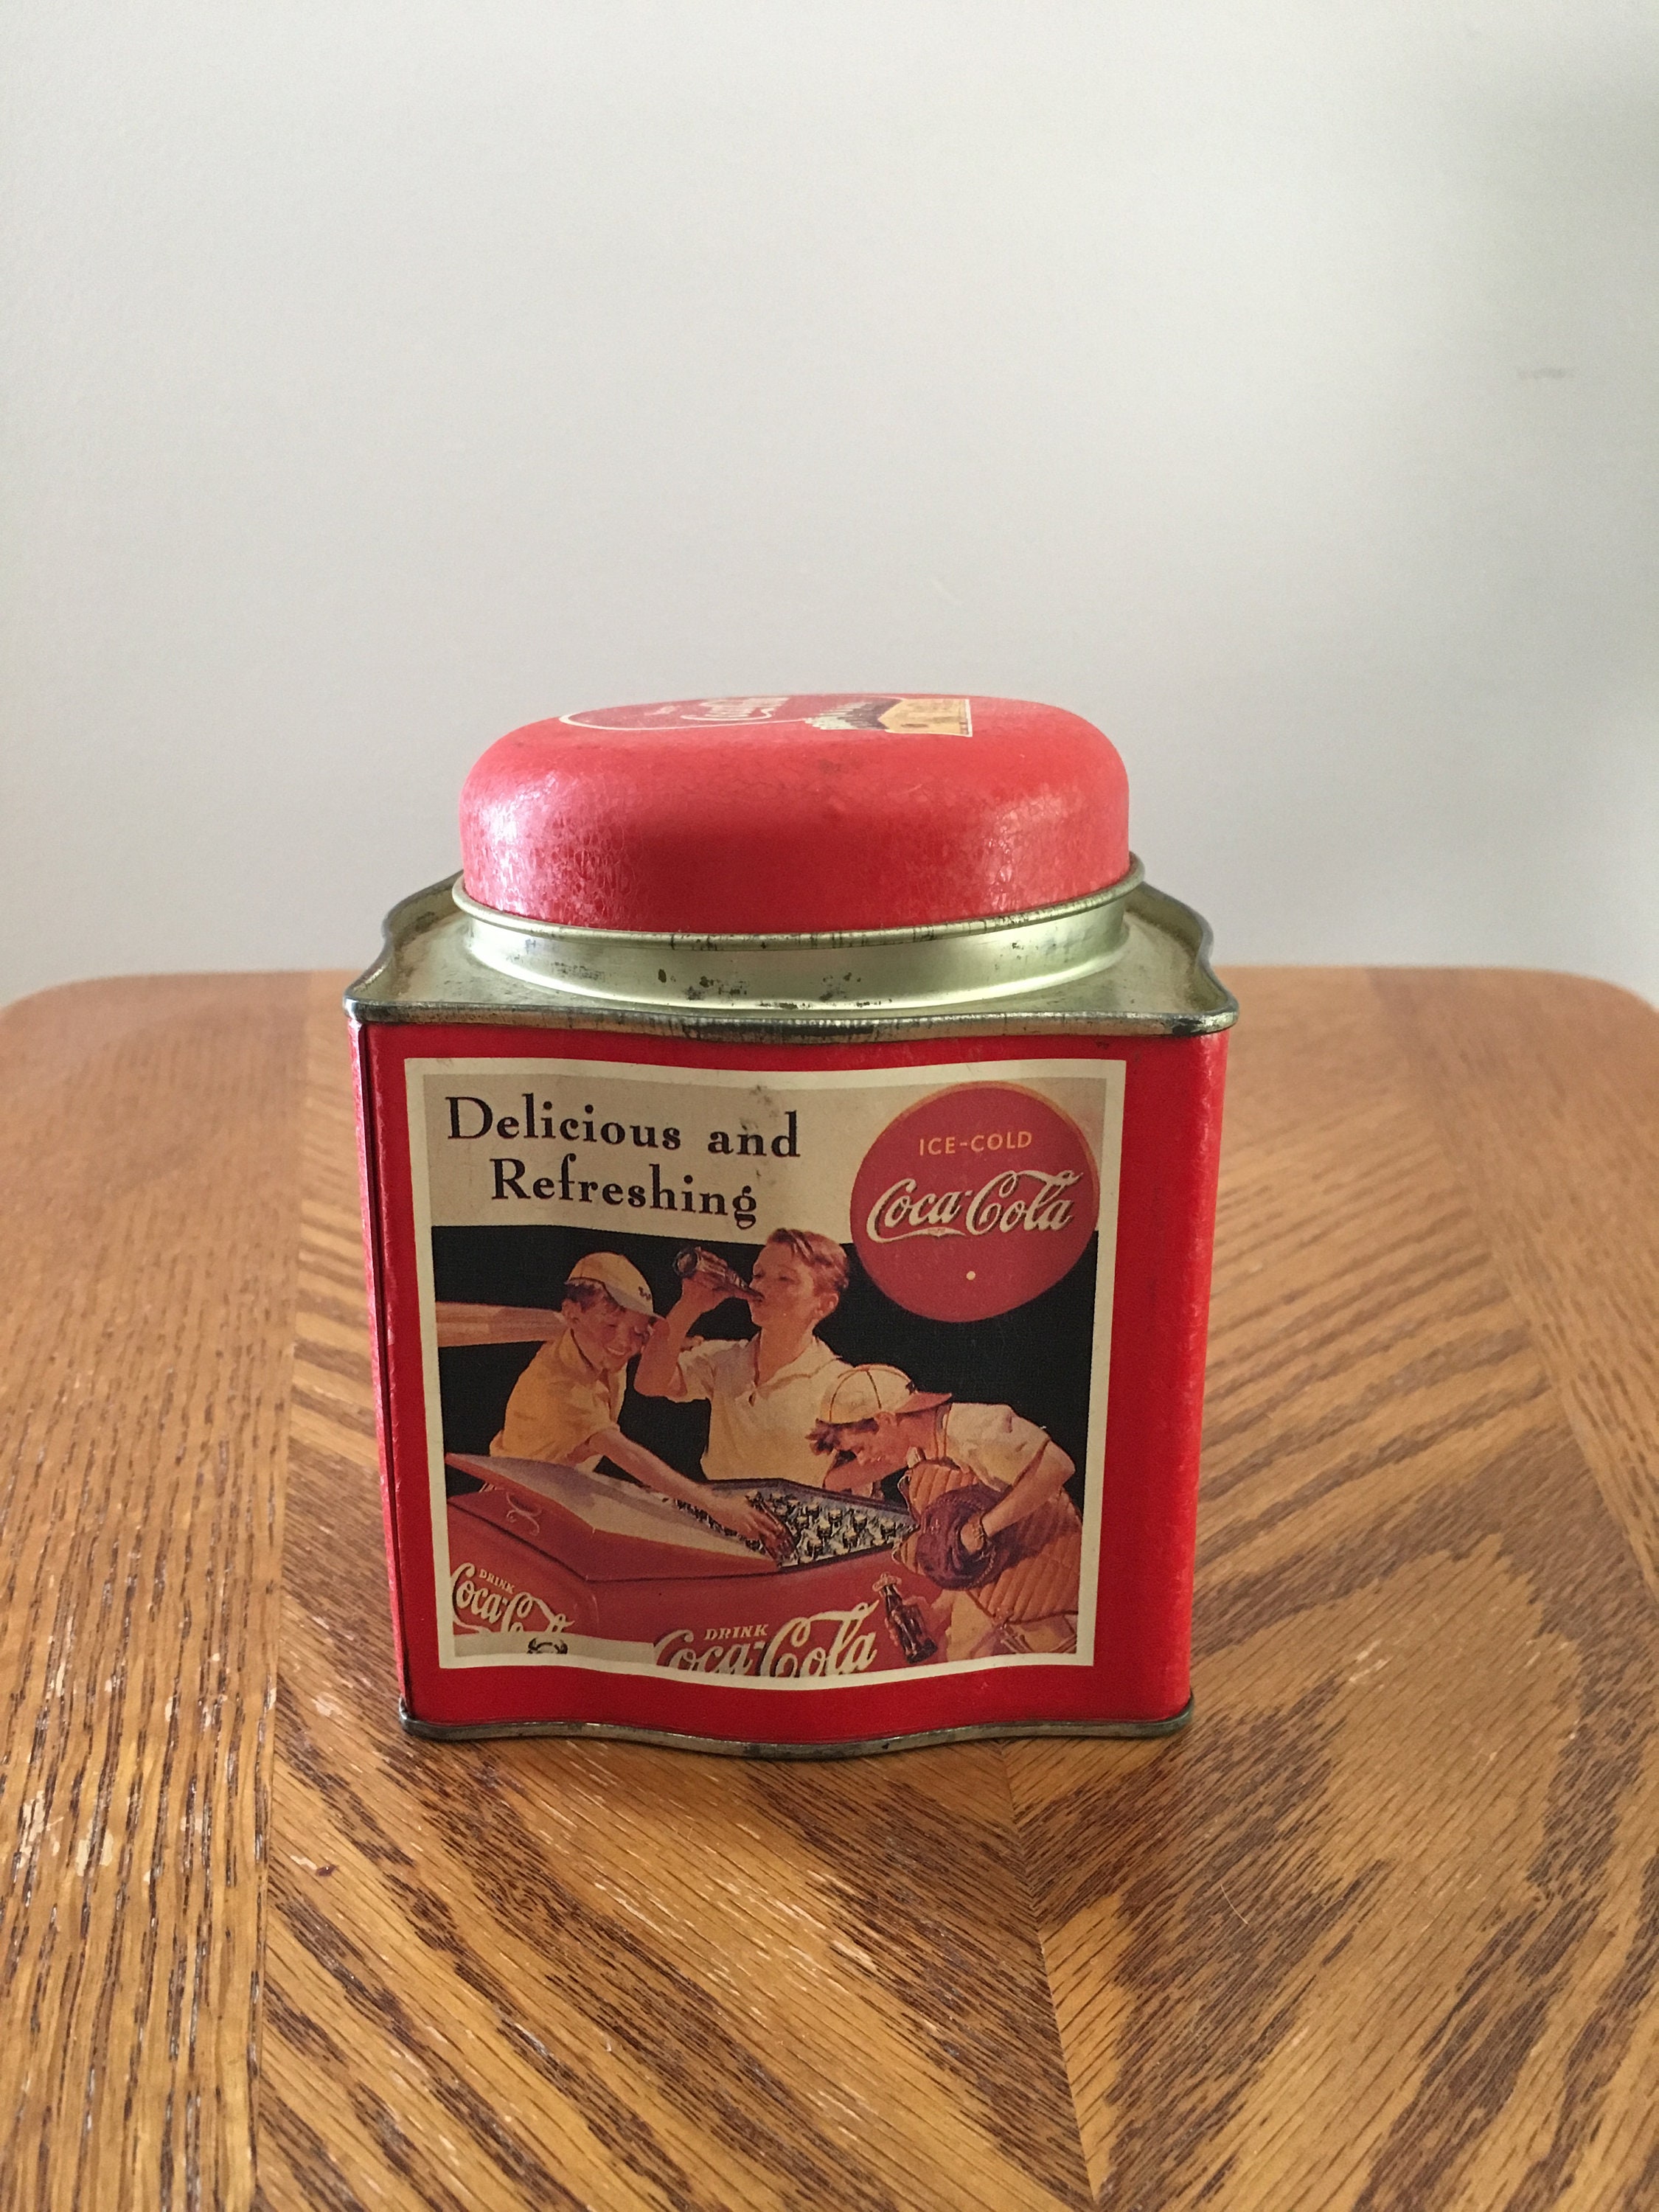 Delicious and
Refreshing
ICE-COLD
Coca-Cola
DRINK
Coca-Cola
DRINK
Coca-Cola